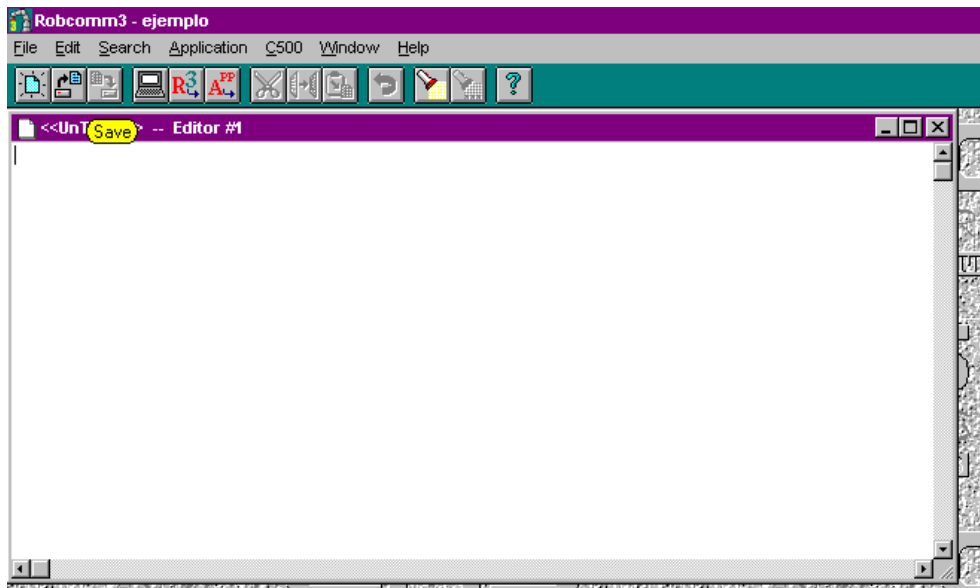 Robcomm3 - ejemplo
File Edit Search Application C500 Window Help
R3 APP ?
<<UnT > -- Editor #1
Save